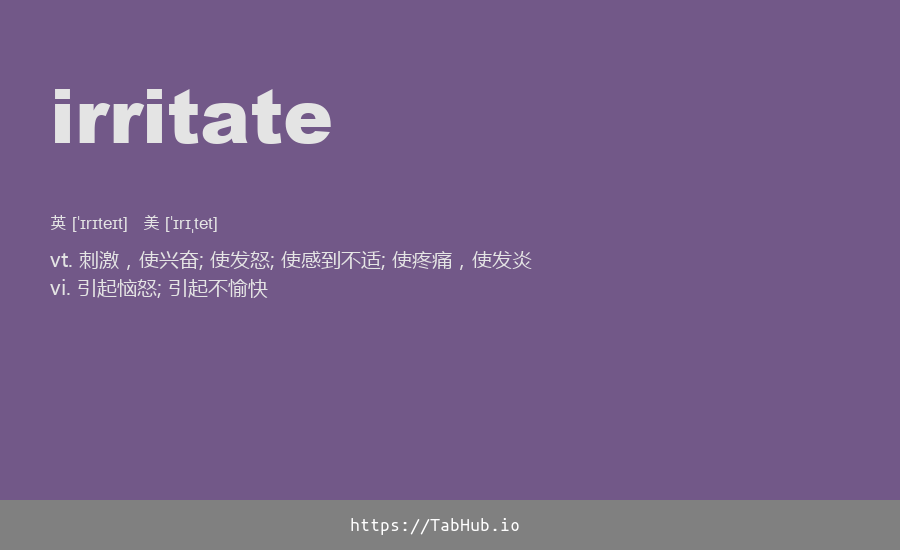 irritate
英 [ˈɪrɪteɪt]   美 [ˈɪrɪˌtet]
vt. 刺激，使兴奋; 使发怒; 使感到不适; 使疼痛，使发炎
vi. 引起恼怒; 引起不愉快
https://TabHub.io